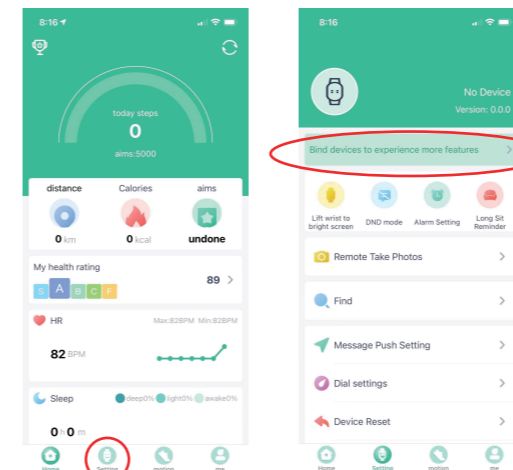 8:16
today steps
0
aims:5000
distance Calories aims
0 km 0 kcal undone
My health rating 89
S A B C F
HR Max:82BPM Min:82BPM
82 BPM
Sleep deep0% light0% awake0%
0 h 0 m
Home Setting motion me
8:16
No Device
Version: 0.0.0
Bind devices to experience more features
Lift wrist to
bright screen
DND mode
Alarm Setting
Long Sit
Reminder
Remote Take Photos
Find
Message Push Setting
Dial settings
Device Reset
Home Setting motion me